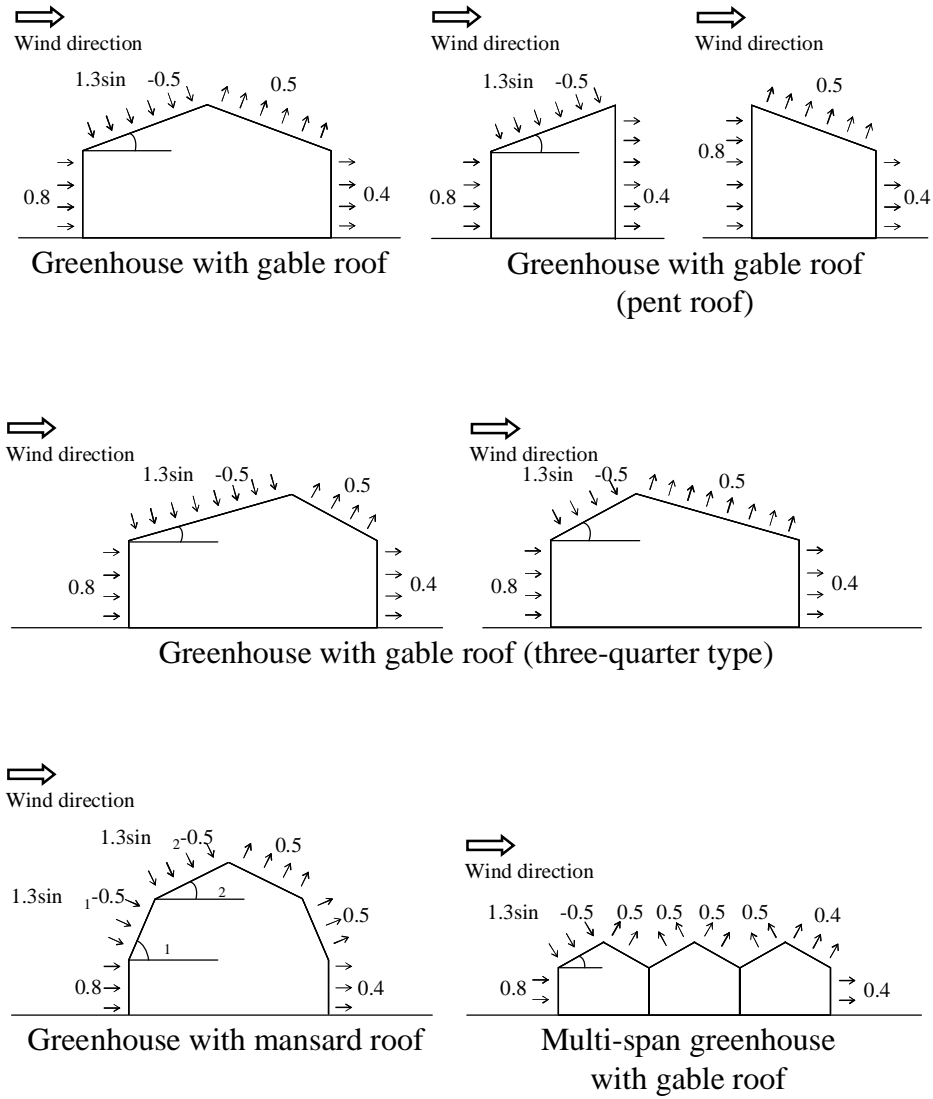 Wind direction
1.3sin -0.5
0.5
0.8
0.4
Greenhouse with gable roof
Wind direction
1.3sin -0.5
0.8
0.4
Wind direction
0.5
0.8
0.4
Greenhouse with gable roof
(pent roof)
Wind direction
1.3sin -0.5
0.5
0.8
0.4
Wind direction
1.3sin -0.5
0.5
0.8
0.4
Greenhouse with gable roof (three-quarter type)
Wind direction
1.3sin 2-0.5
0.5
1.3sin 1-0.5
2
0.5
1
0.8
0.4
Greenhouse with mansard roof
Wind direction
1.3sin -0.5 0.5 0.5 0.5 0.5 0.4
0.8
0.4
Multi-span greenhouse
with gable roof